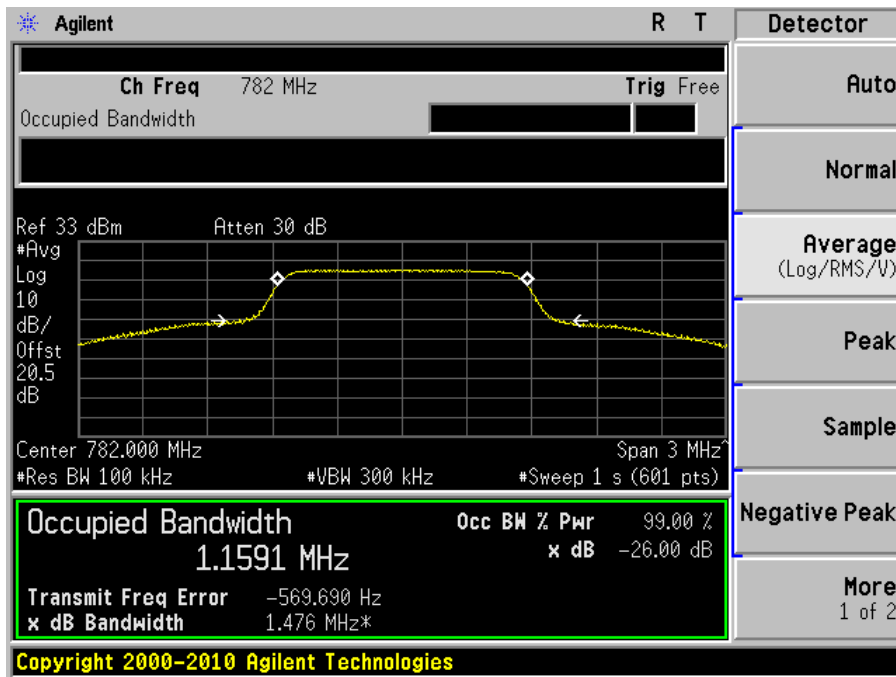 Agilent R T Detector
Ch Freq 782 MHz Trig Free
Occupied Bandwidth
Auto
Normal
Average
(Log/RMS/V)
Peak
Sample
Negative Peak
More
1 of 2
Ref 33 dBm Atten 30 dB
#Avg
Log
10
dB/
Offst
20.5
dB
Center 782.000 MHz Span 3 MHz^
#Res BW 100 kHz #VBW 300 kHz #Sweep 1 s (601 pts)
Occupied Bandwidth Occ BW % Pwr 99.00 %
1.1591 MHz x dB -26.00 dB
Transmit Freq Error -569.690 Hz
x dB Bandwidth 1.476 MHz*
Copyright 2000-2010 Agilent Technologies